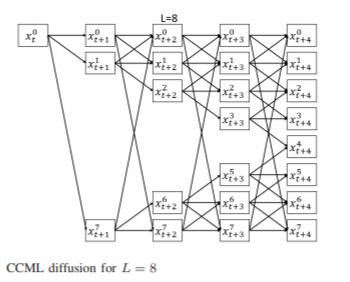 L=8
x_t^0 x_{t+1}^0 x_{t+2}^0 x_{t+3}^0 x_{t+4}^0
x_{t+1}^1 x_{t+2}^1 x_{t+3}^1 x_{t+4}^1
x_{t+2}^2 x_{t+3}^2 x_{t+4}^2
x_{t+3}^3 x_{t+4}^3
x_{t+4}^4
x_{t+3}^5 x_{t+4}^5
x_{t+2}^6 x_{t+3}^6 x_{t+4}^6
x_{t+1}^7 x_{t+2}^7 x_{t+3}^7 x_{t+4}^7
CCML diffusion for L = 8